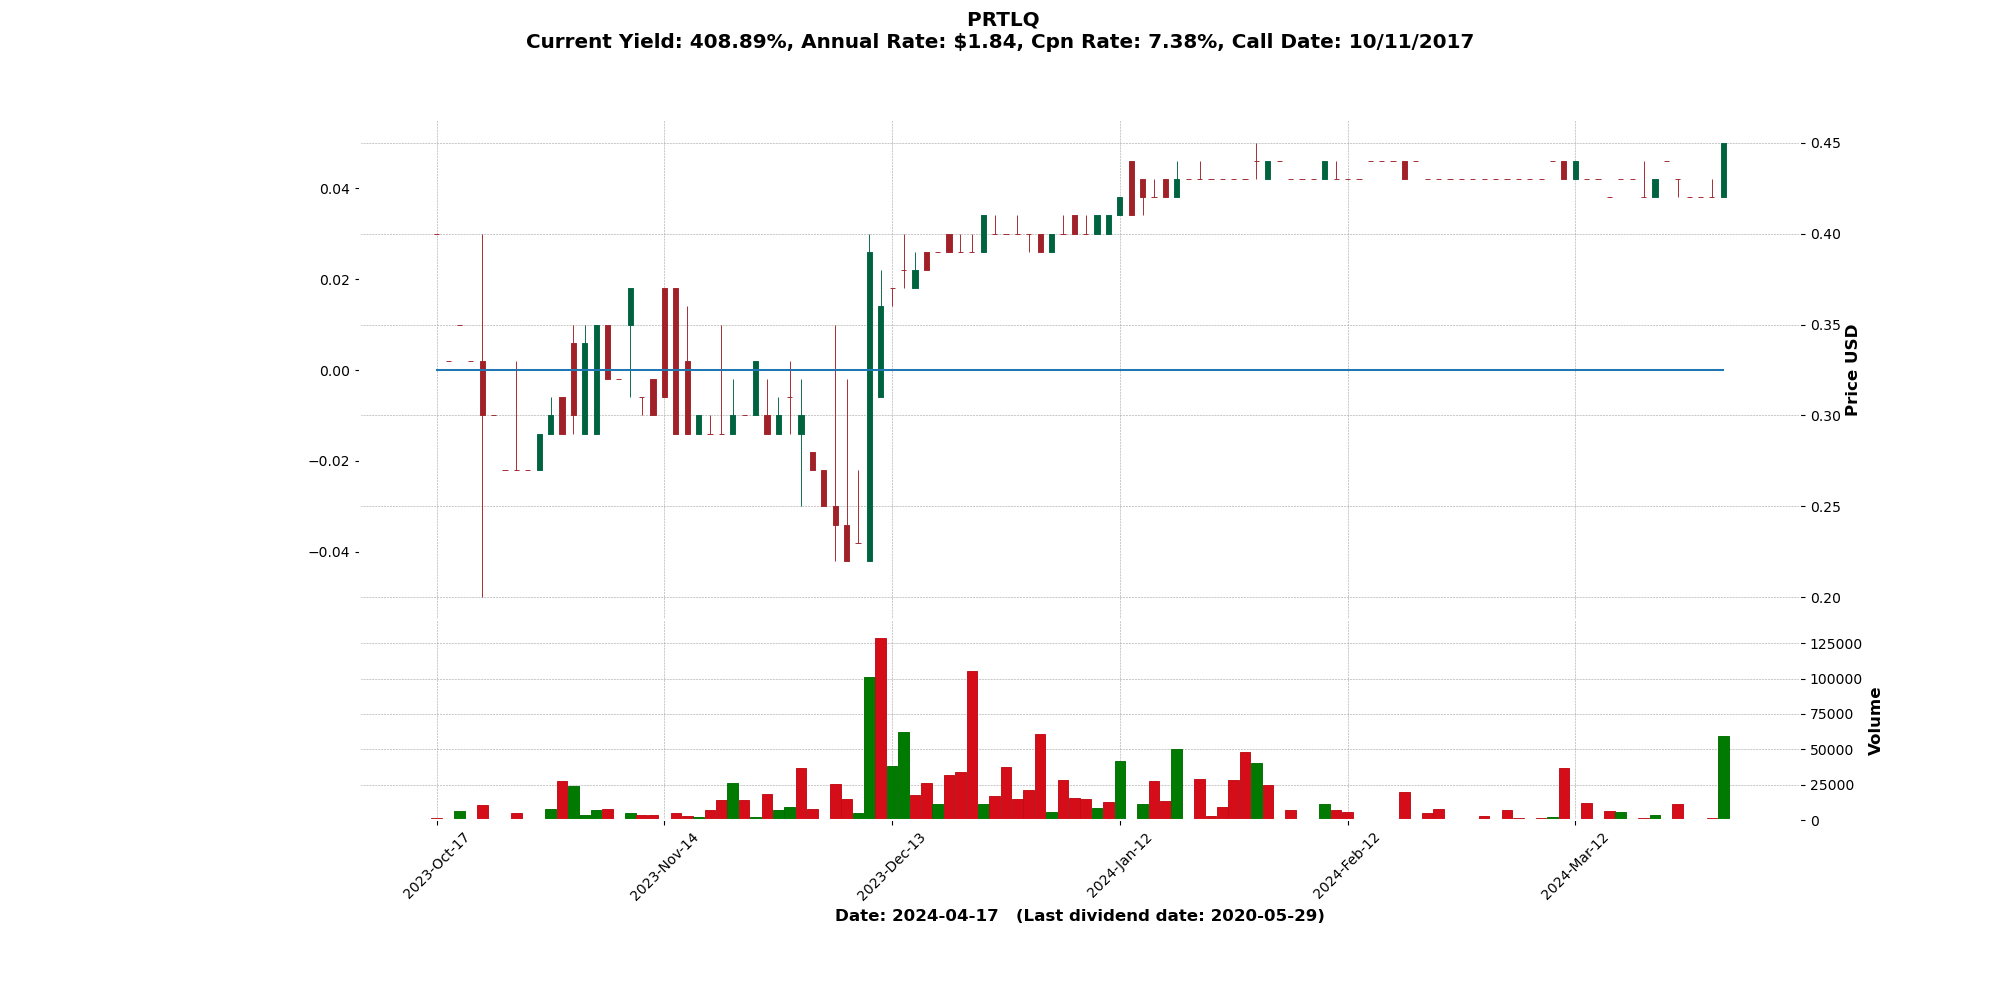 PRTLQ
Current Yield: 408.89%, Annual Rate: $1.84, Cpn Rate: 7.38%, Call Date: 10/11/2017
0.04
0.02
0.00
−0.02
−0.04
0.45
0.40
0.35
0.30
0.25
0.20
Price USD
125000
100000
75000
50000
25000
0
Volume
2023-Oct-17
2023-Nov-14
2023-Dec-13
2024-Jan-12
2024-Feb-12
2024-Mar-12
Date: 2024-04-17 (Last dividend date: 2020-05-29)